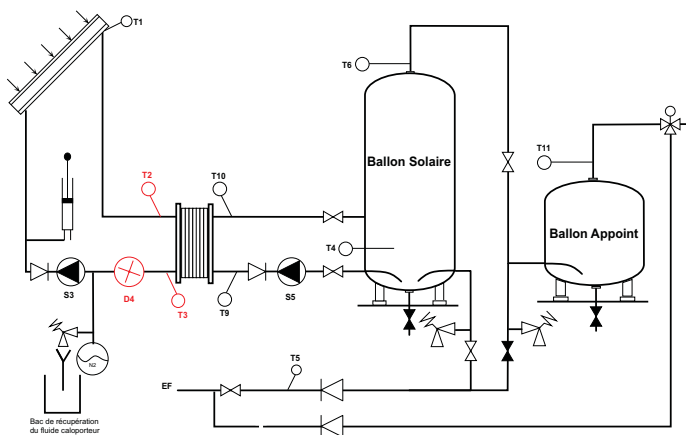 T1
T6
T11
Ballon Solaire
T2
T10
Ballon Appoint
T4
S3
D4
T3
T9
S5
N2
T5
EF
Bac de récupération
du fluide caloporteur